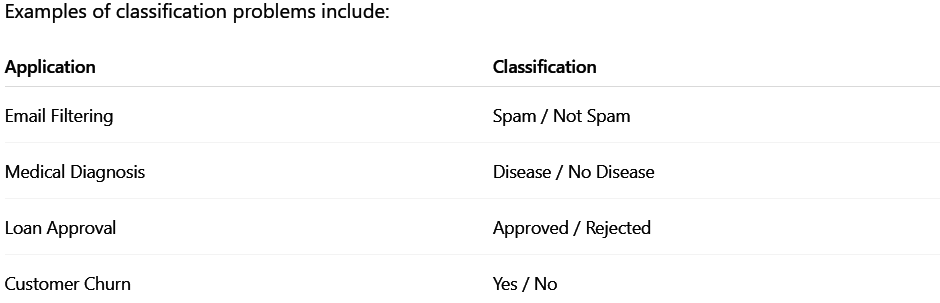 Examples of classification problems include:
Application Classification
Email Filtering Spam / Not Spam
Medical Diagnosis Disease / No Disease
Loan Approval Approved / Rejected
Customer Churn Yes / No